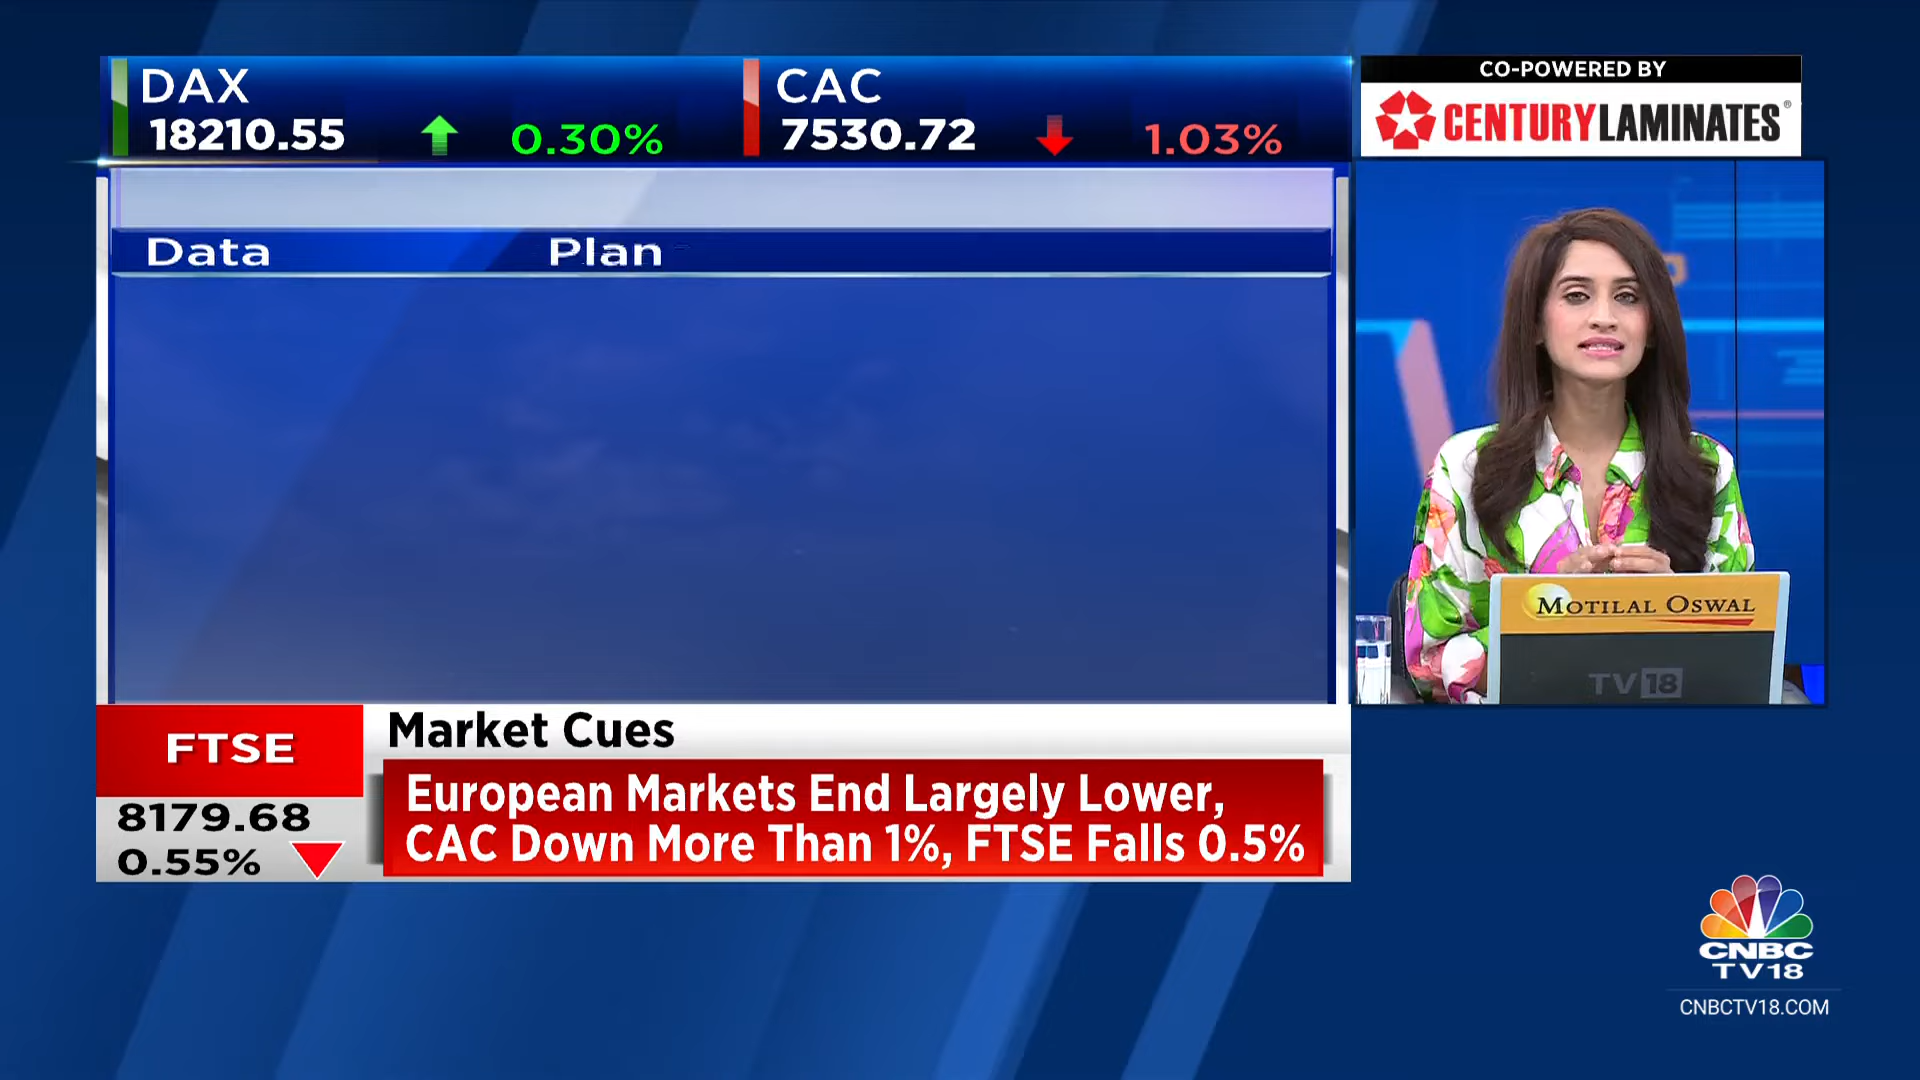 DAX
18210.55 0.30%
CAC
7530.72 1.03%
CO-POWERED BY
CENTURYLAMINATES®
Data Plan
MOTILAL OSWAL
TV18
FTSE
8179.68
0.55%
Market Cues
European Markets End Largely Lower,
CAC Down More Than 1%, FTSE Falls 0.5%
CNBC
TV18
CNBCTV18.COM